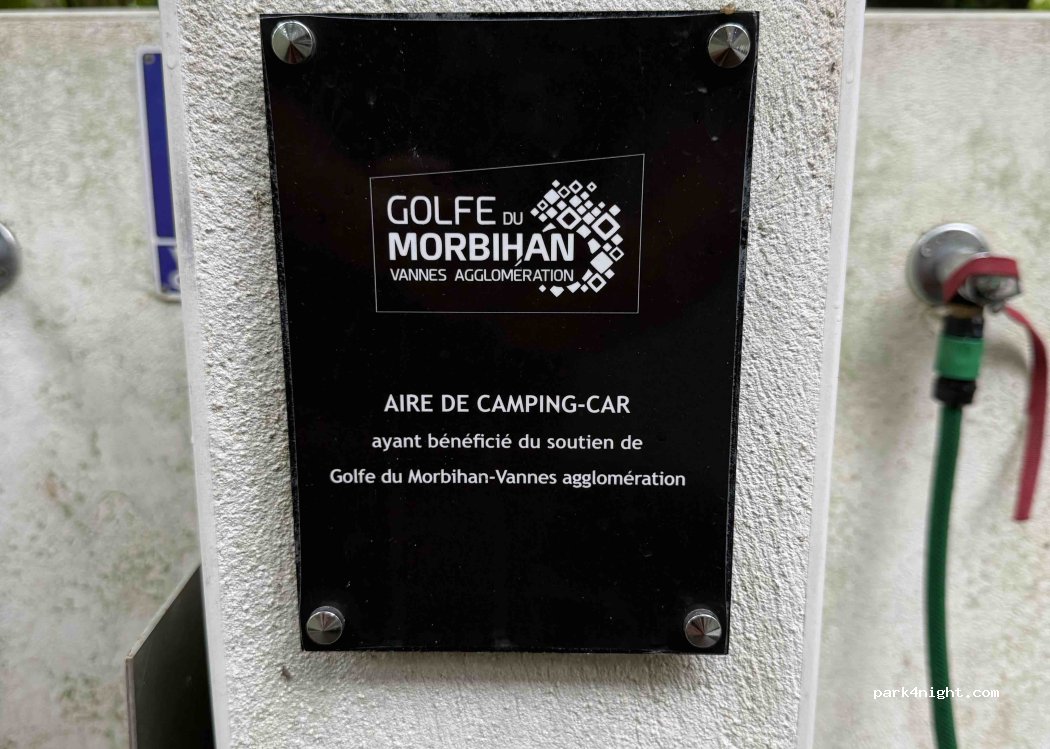 GOLFE DU
MORBIHAN
VANNES AGGLOMÉRATION
AIRE DE CAMPING-CAR
ayant bénéficié du soutien de
Golfe du Morbihan-Vannes agglomération
park4night.com